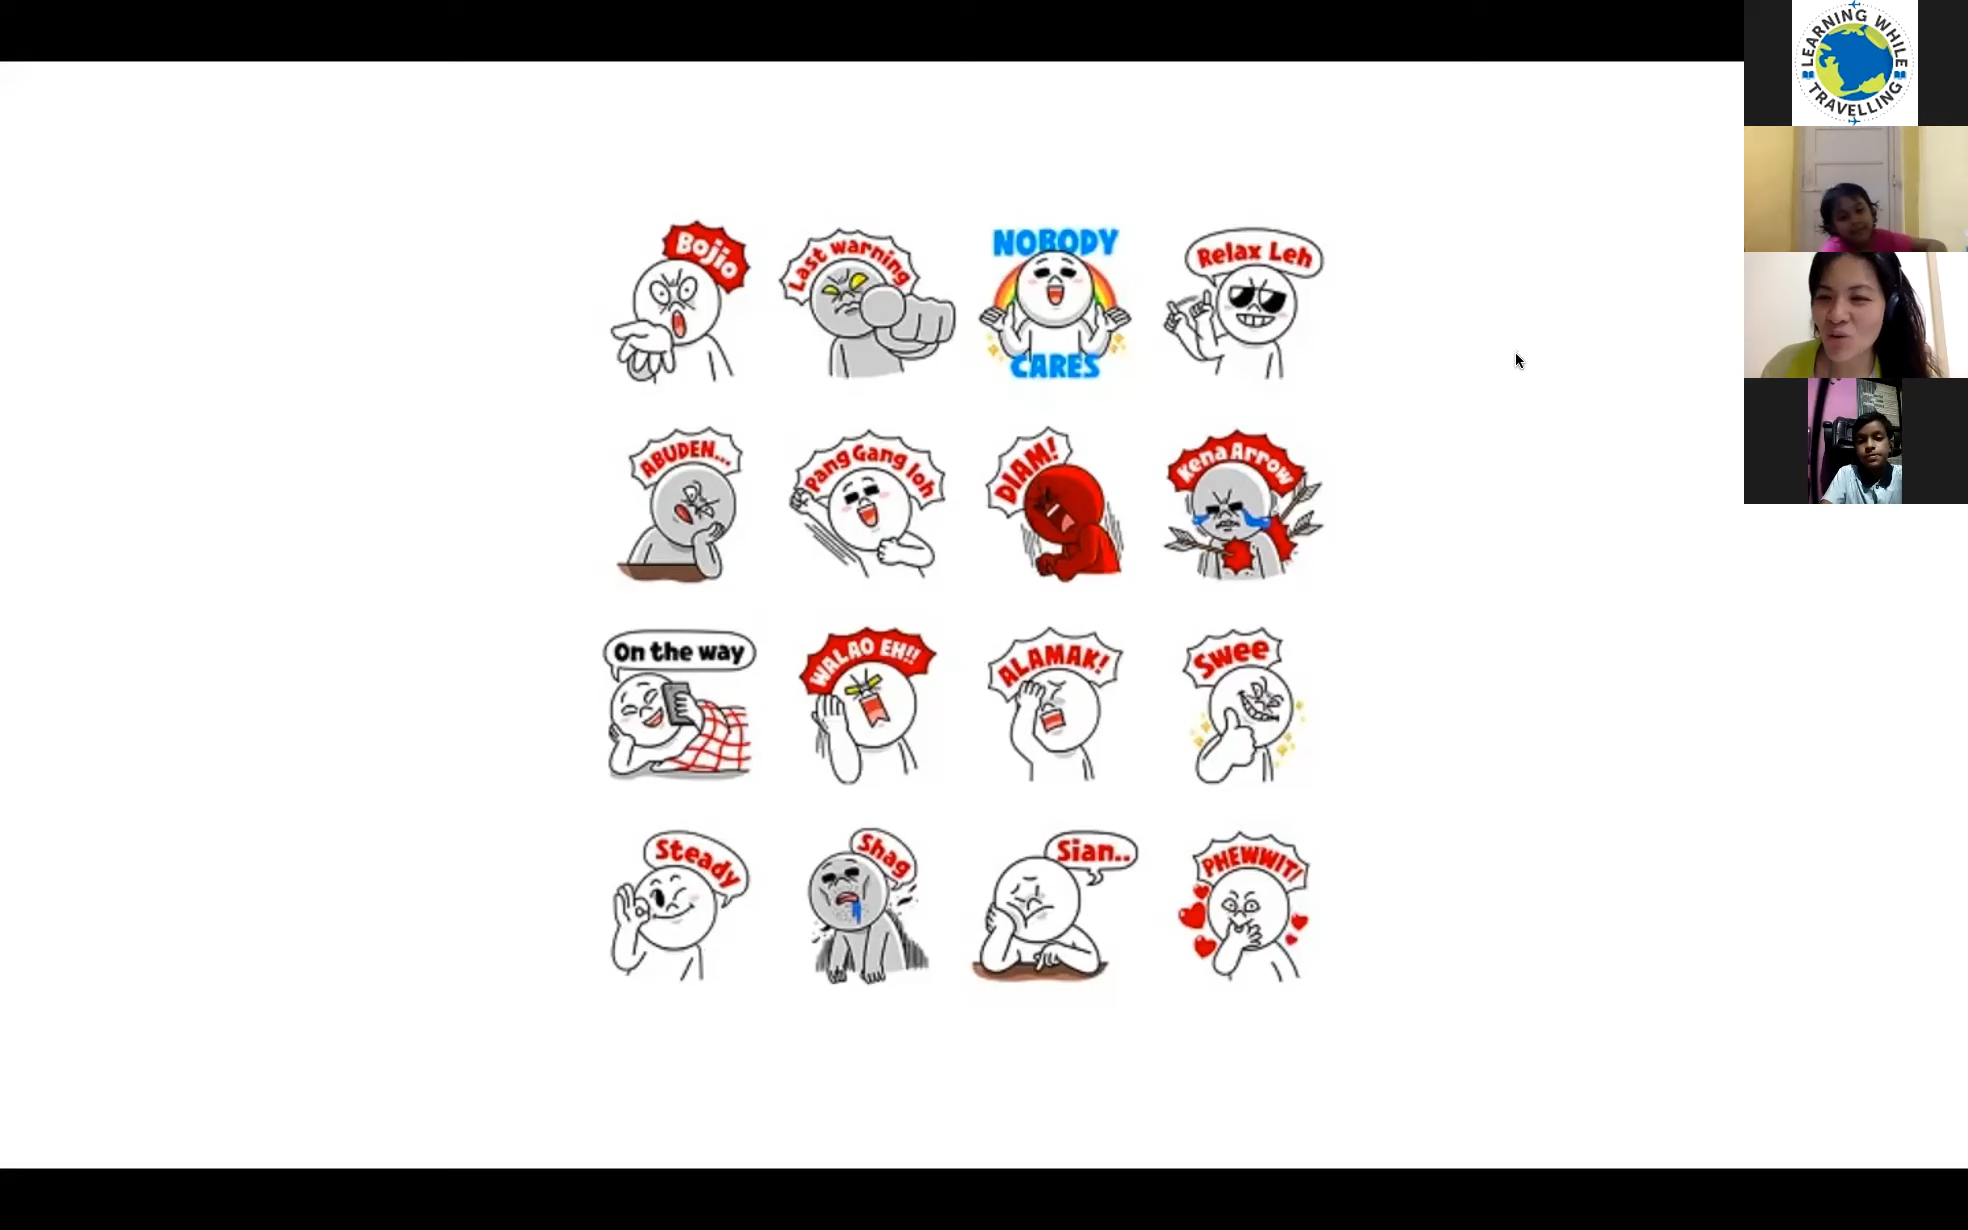 Bojio
Last warning
NOBODY
CARES
Relax Leh
ABUDEN...
Pang Gang loh
DIAM!
Kena Arrow
On the way
WALAO EH!!
ALAMAK!
Swee
Steady
Shag
Sian..
PHEWWIT!
LEARNING WHILE
TRAVELLING